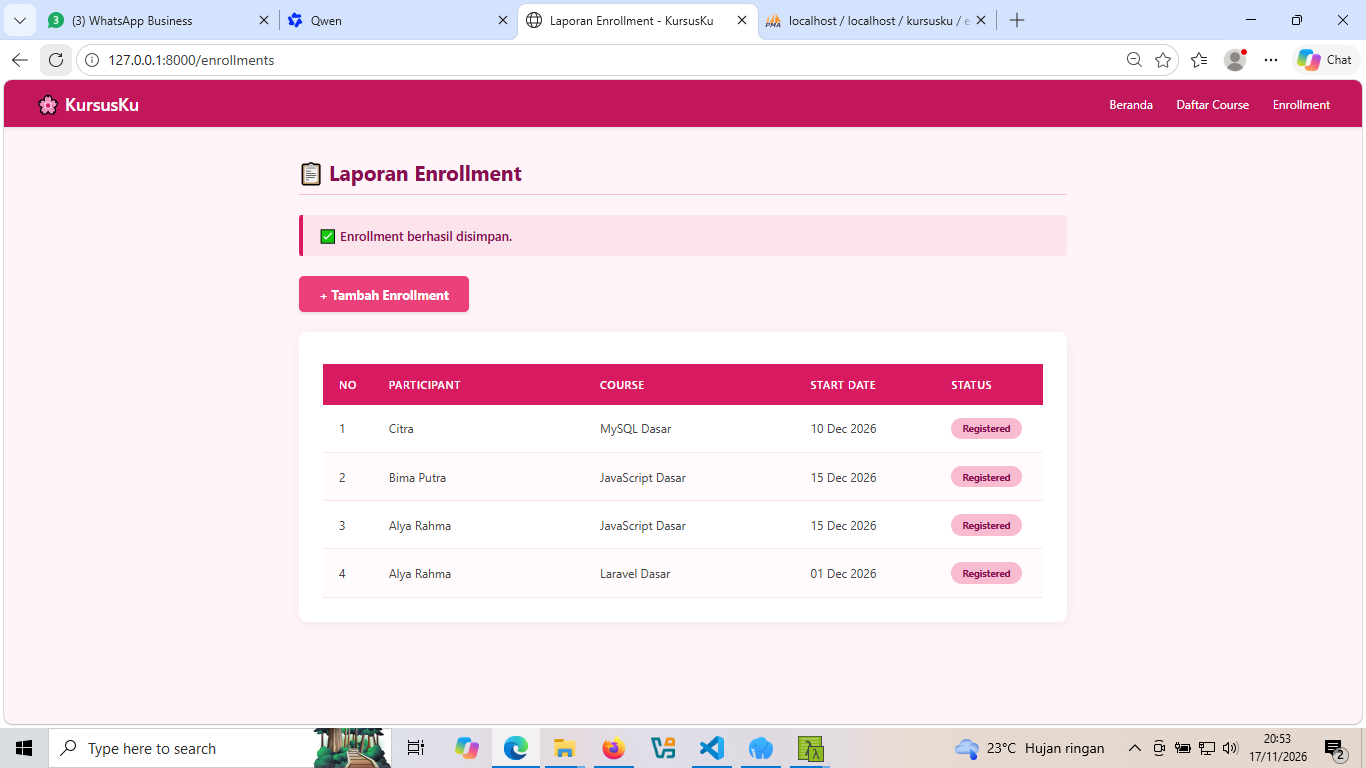 3
(3) WhatsApp Business
Qwen
Laporan Enrollment - KursusKu
PMA
localhost / localhost / kursusku / e
127.0.0.1:8000/enrollments
Chat
KursusKu
Beranda
Daftar Course
Enrollment
Laporan Enrollment
Enrollment berhasil disimpan.
+ Tambah Enrollment
NO PARTICIPANT COURSE START DATE STATUS
1 Citra MySQL Dasar 10 Dec 2026 Registered
2 Bima Putra JavaScript Dasar 15 Dec 2026 Registered
3 Alya Rahma JavaScript Dasar 15 Dec 2026 Registered
4 Alya Rahma Laravel Dasar 01 Dec 2026 Registered
Type here to search
23°C Hujan ringan
20:53
17/11/2026
2